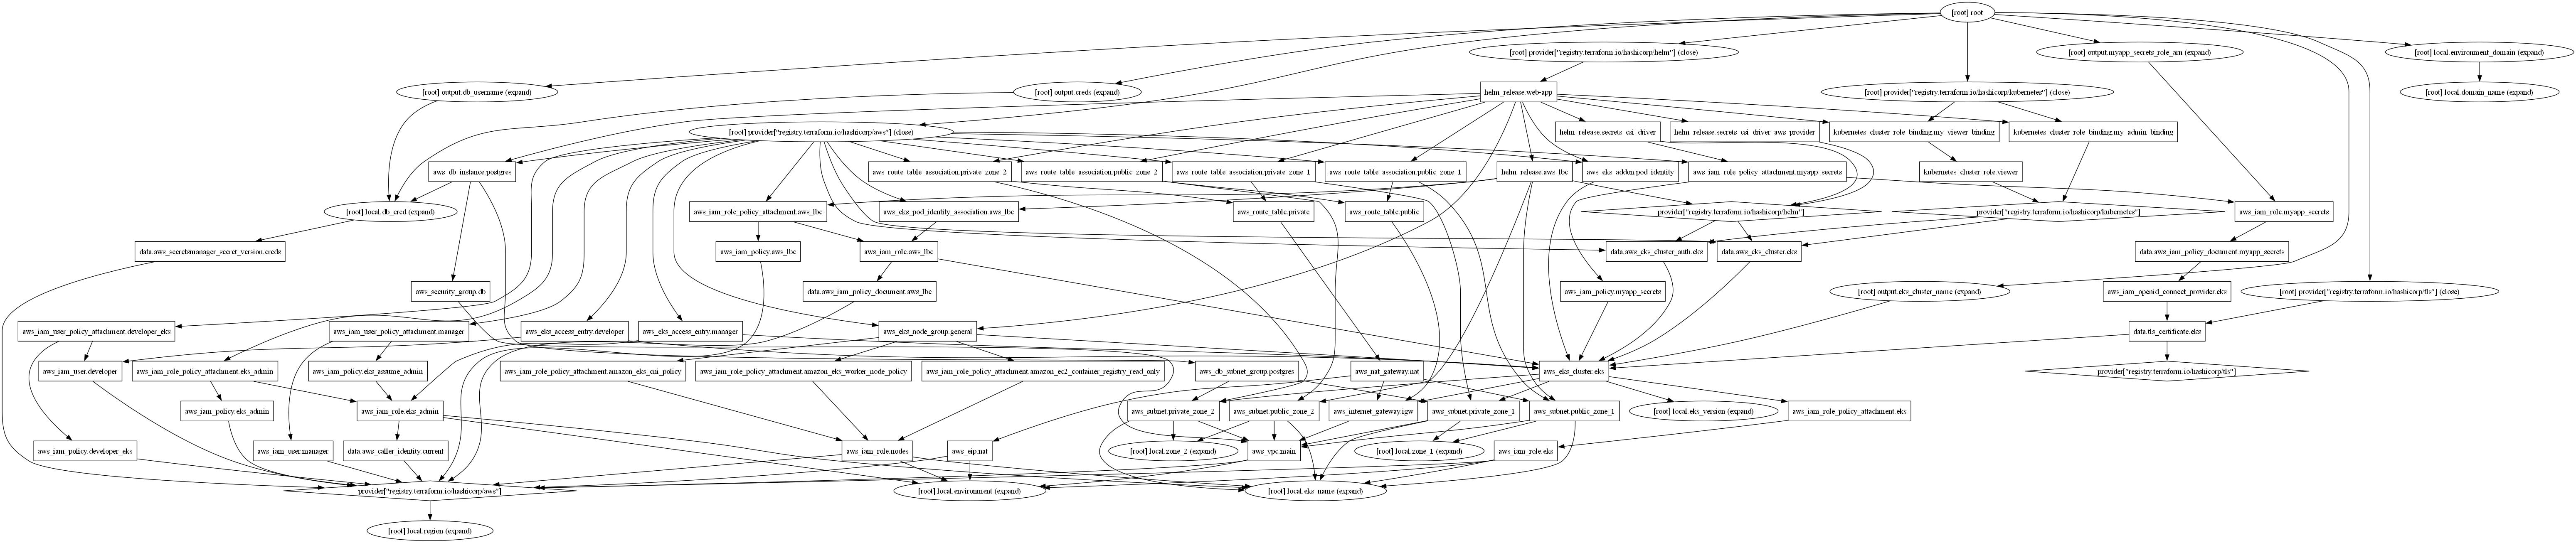 [root] root
[root] provider["registry.terraform.io/hashicorp/helm"] (close)
[root] output.myapp_secrets_role_arn (expand)
[root] local.environment_domain (expand)
[root] output.db_username (expand)
[root] output.creds (expand)
helm_release.web-app
[root] provider["registry.terraform.io/hashicorp/kubernetes"] (close)
[root] local.domain_name (expand)
[root] provider["registry.terraform.io/hashicorp/aws"] (close)
helm_release.secrets_csi_driver
helm_release.secrets_csi_driver_aws_provider
kubernetes_cluster_role_binding.my_viewer_binding
kubernetes_cluster_role_binding.my_admin_binding
aws_db_instance.postgres
aws_route_table_association.private_zone_2
aws_route_table_association.public_zone_2
aws_route_table_association.private_zone_1
aws_route_table_association.public_zone_1
helm_release.aws_lbc
aws_eks_addon.pod_identity
aws_iam_role_policy_attachment.myapp_secrets
kubernetes_cluster_role.viewer
[root] local.db_cred (expand)
aws_iam_role_policy_attachment.aws_lbc
aws_eks_pod_identity_association.aws_lbc
aws_route_table.private
aws_route_table.public
provider["registry.terraform.io/hashicorp/helm"]
provider["registry.terraform.io/hashicorp/kubernetes"]
aws_iam_role.myapp_secrets
data.aws_secretsmanager_secret_version.creds
aws_iam_policy.aws_lbc
aws_iam_role.aws_lbc
data.aws_eks_cluster_auth.eks
data.aws_eks_cluster.eks
data.aws_iam_policy_document.myapp_secrets
aws_security_group.db
data.aws_iam_policy_document.aws_lbc
aws_iam_policy.myapp_secrets
[root] output.eks_cluster_name (expand)
aws_iam_openid_connect_provider.eks
[root] provider["registry.terraform.io/hashicorp/tls"] (close)
aws_iam_user_policy_attachment.developer_eks
aws_iam_user_policy_attachment.manager
aws_eks_access_entry.developer
aws_eks_access_entry.manager
aws_eks_node_group.general
data.tls_certificate.eks
aws_iam_user.developer
aws_iam_role_policy_attachment.eks_admin
aws_iam_policy.eks_assume_admin
aws_iam_role_policy_attachment.amazon_eks_cni_policy
aws_iam_role_policy_attachment.amazon_eks_worker_node_policy
aws_iam_role_policy_attachment.amazon_ec2_container_registry_read_only
aws_db_subnet_group.postgres
aws_nat_gateway.nat
aws_eks_cluster.eks
provider["registry.terraform.io/hashicorp/tls"]
aws_iam_policy.eks_admin
aws_iam_role.eks_admin
aws_subnet.private_zone_2
aws_subnet.public_zone_2
aws_internet_gateway.igw
aws_subnet.private_zone_1
aws_subnet.public_zone_1
[root] local.eks_version (expand)
aws_iam_role_policy_attachment.eks
aws_iam_policy.developer_eks
aws_iam_user.manager
data.aws_caller_identity.current
aws_iam_role.nodes
aws_eip.nat
[root] local.zone_2 (expand)
aws_vpc.main
[root] local.zone_1 (expand)
aws_iam_role.eks
provider["registry.terraform.io/hashicorp/aws"]
[root] local.environment (expand)
[root] local.eks_name (expand)
[root] local.region (expand)